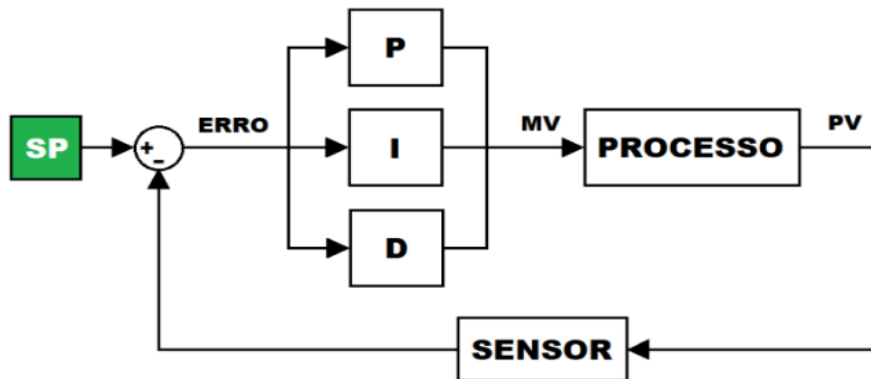 P
ERRO
MV
PV
SP
+
-
I
PROCESSO
D
SENSOR